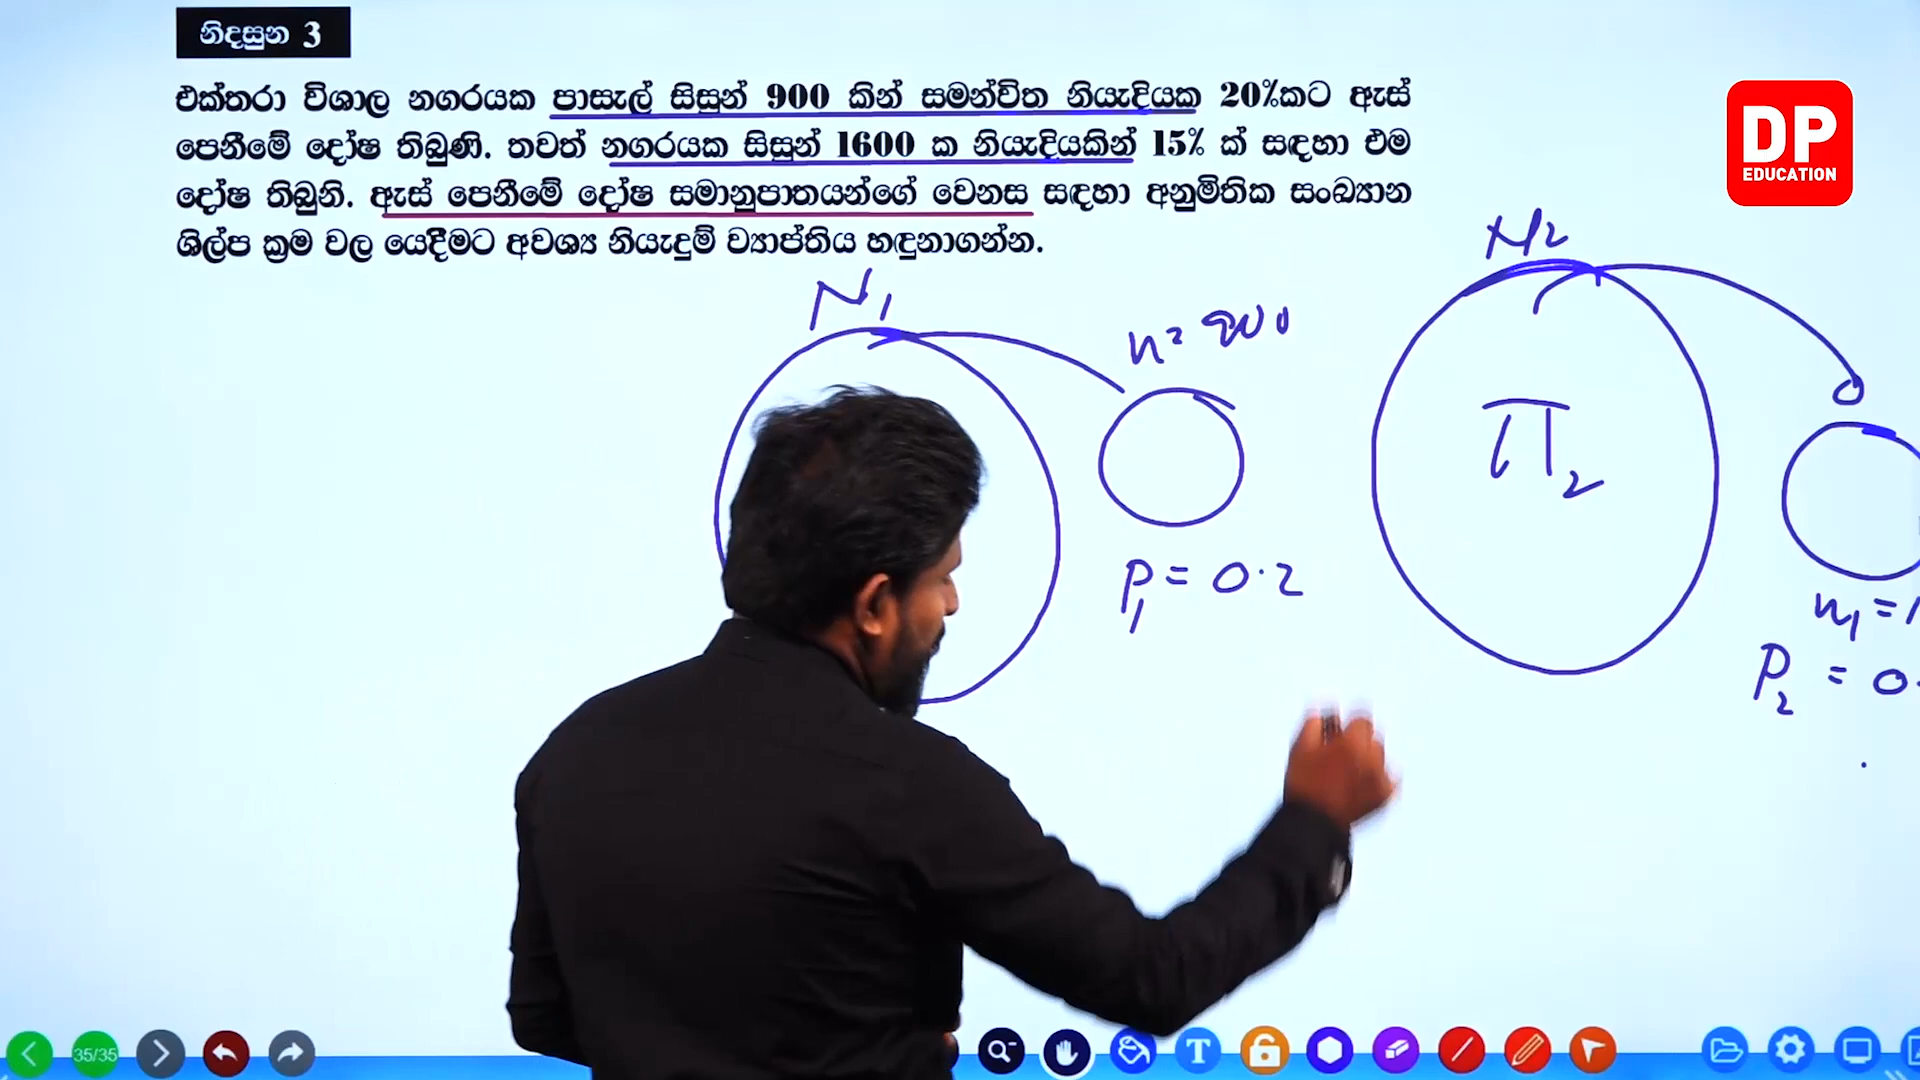 නිදසුන 3
එක්තරා විශාල නගරයක පාසැල් සිසුන් 900 කින් සමන්විත නියැදියක 20%කට ඇස්
පෙනීමේ දෝෂ තිබුණි. තවත් නගරයක සිසුන් 1600 ක නියැදියකින් 15% ක් සඳහා එම
දෝෂ තිබුනි. ඇස් පෙනීමේ දෝෂ සමානුපාතයන්ගේ වෙනස සඳහා අනුමිතික සංඛ්‍යාන
ශිල්ප ක්‍රම වල යෙදීමට අවශ්‍ය නියැදුම් ව්‍යාප්තිය හඳුනාගන්න.
DP
EDUCATION
N₁
n = 900
P₁ = 0.2
N₂
π₂
n₁ = 1
P₂ = 0.
35/35
T